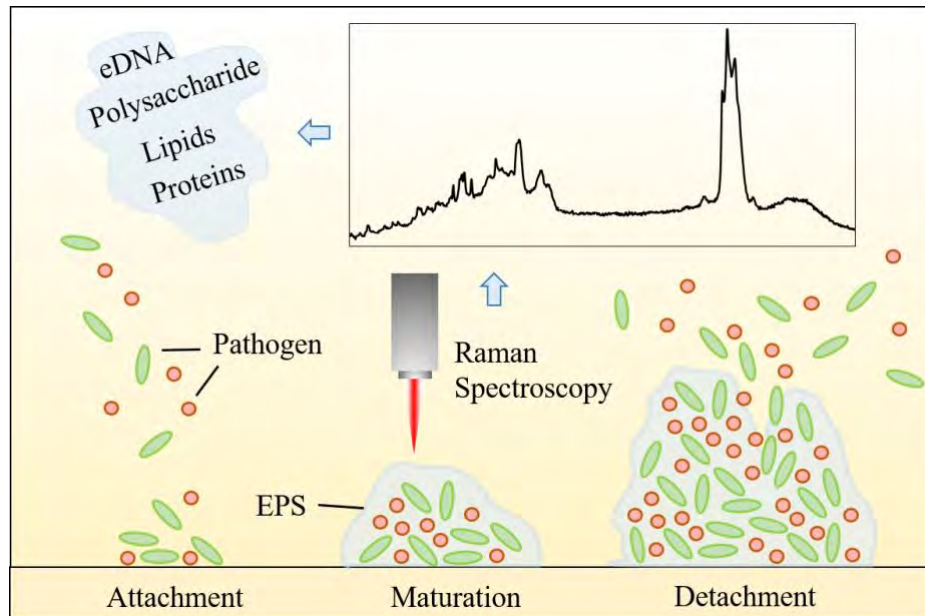 eDNA
Polysaccharide
Lipids
Proteins
Pathogen
Raman
Spectroscopy
EPS
Attachment
Maturation
Detachment